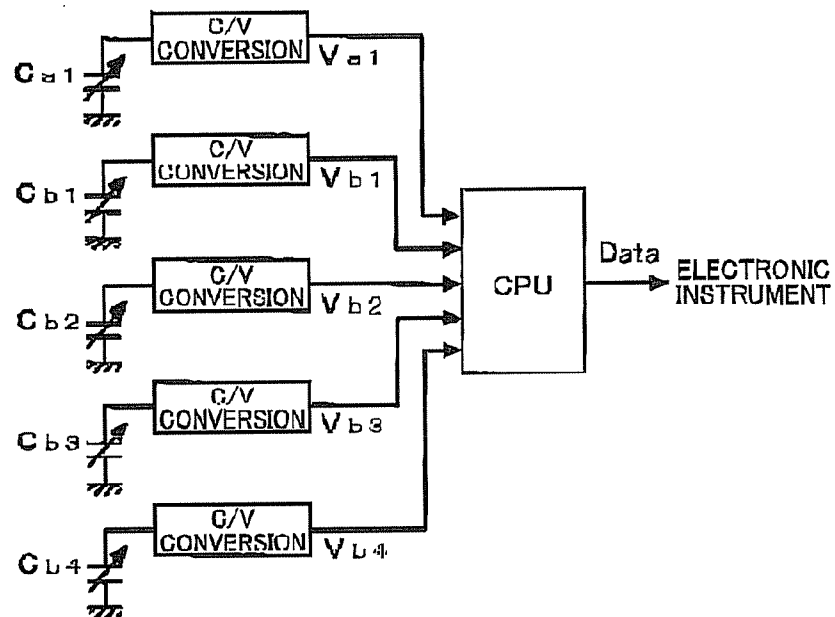 C/V
CONVERSION
Ca1
Va1
C/V
CONVERSION
Cb1
Vb1
C/V
CONVERSION
Cb2
Vb2
C/V
CONVERSION
Cb3
Vb3
C/V
CONVERSION
Cb4
Vb4
CPU
Data
ELECTRONIC
INSTRUMENT